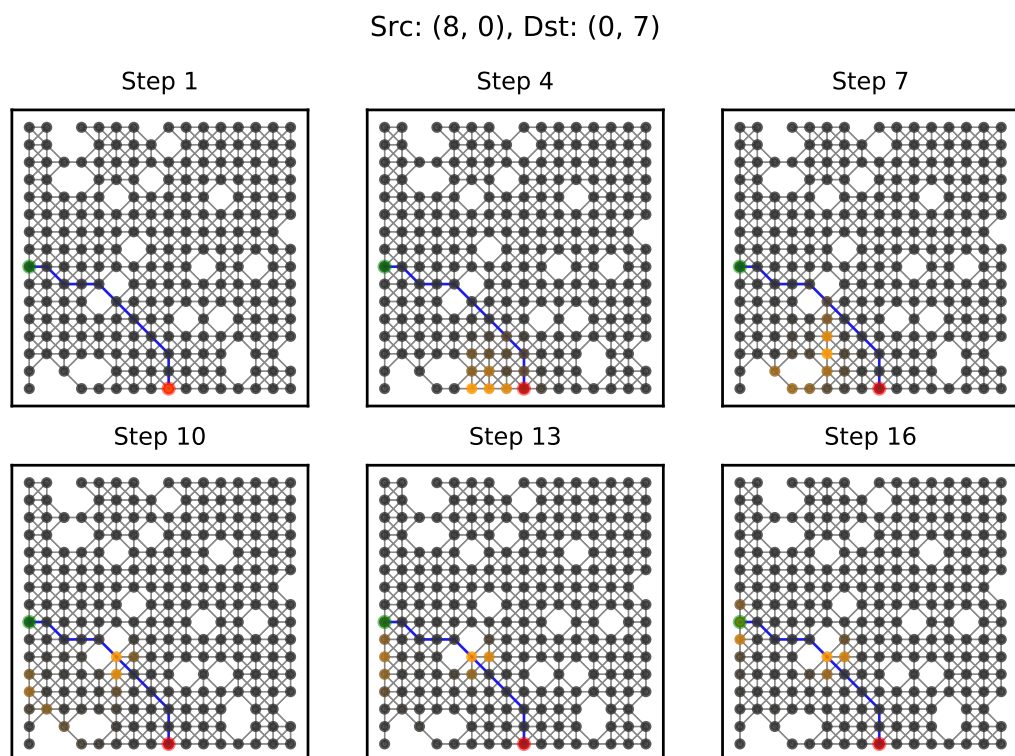 Src: (8, 0), Dst: (0, 7)
Step 1
Step 4
Step 7
Step 10
Step 13
Step 16